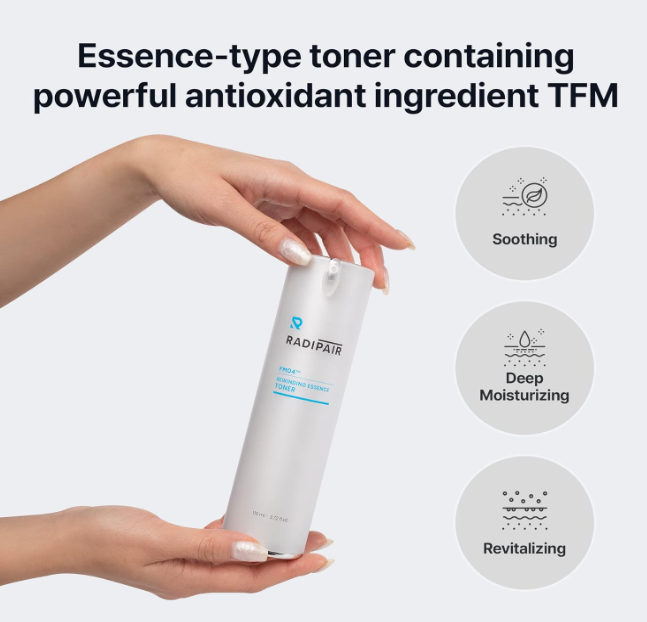 Essence-type toner containing
powerful antioxidant ingredient TFM
Soothing
RADIPAIR
REWINDING ESSENCE
TONER
Deep
Moisturizing
Revitalizing